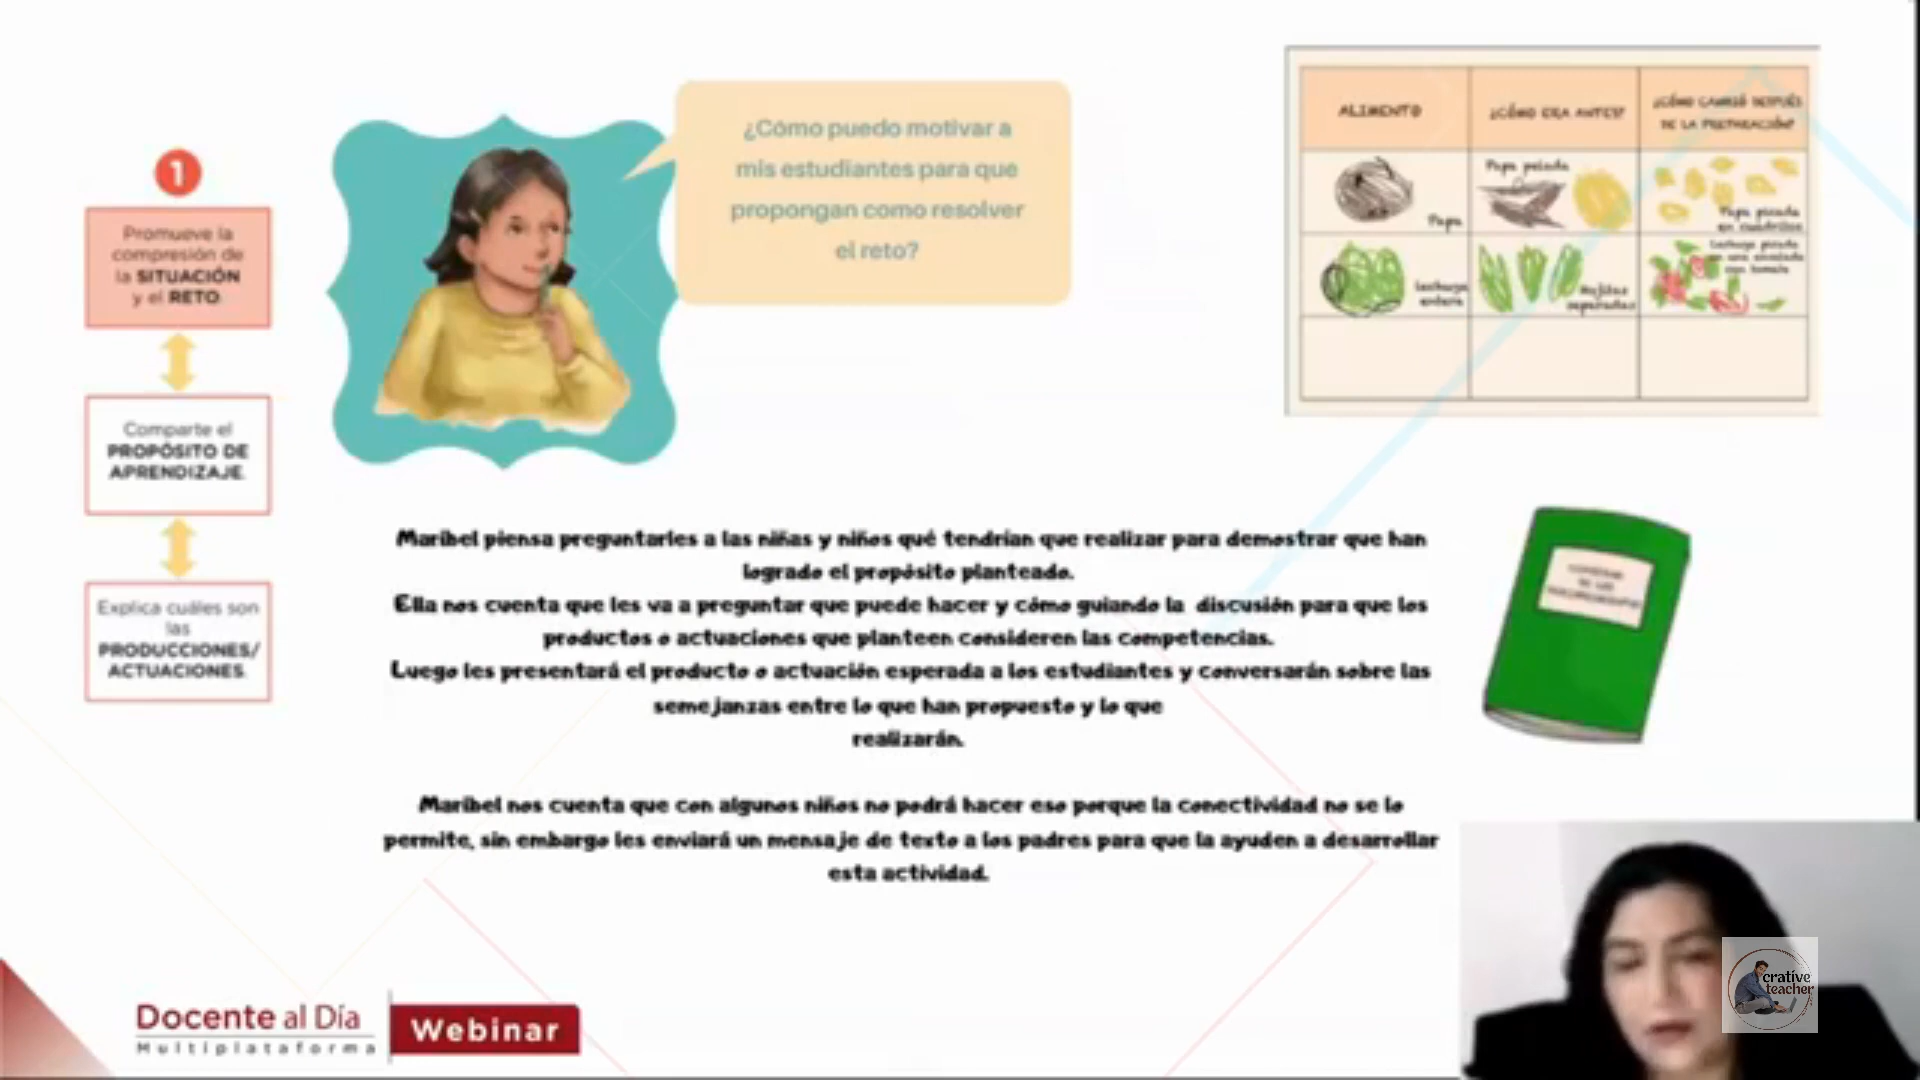 1
Promueve la
compresión de
la SITUACIÓN
y el RETO
Comparte el
PROPÓSITO DE
APRENDIZAJE.
Explica cuáles son
las
PRODUCCIONES/
ACTUACIONES.
¿Cómo puedo motivar a
mis estudiantes para que
propongan como resolver
el reto?
ALIMENTO
¿CÓMO ERA ANTES?
¿CÓMO CAMBIÓ DESPUÉS
DE LA PREPARACIÓN?
Papa
Papa pelada
Papa picada
en cuadritos
Lechuga
entera
Hojitas
separadas
Lechuga picada
en una ensalada
con tomate
Maribel piensa preguntarles a las niñas y niños qué tendrían que realizar para demostrar que han
logrado el propósito planteado.
Ella nos cuenta que les va a preguntar que puede hacer y cómo guiando la discusión para que los
productos o actuaciones que planteen consideren las competencias.
Luego les presentará el producto o actuación esperada a los estudiantes y conversarán sobre las
semejanzas entre lo que han propuesto y lo que
realizarán.
Maribel nos cuenta que con algunos niños no podrá hacer eso porque la conectividad no se lo
permite, sin embargo les enviará un mensaje de texto a los padres para que la ayuden a desarrollar
esta actividad.
Docente al Día
Multiplataforma
Webinar
crative
teacher